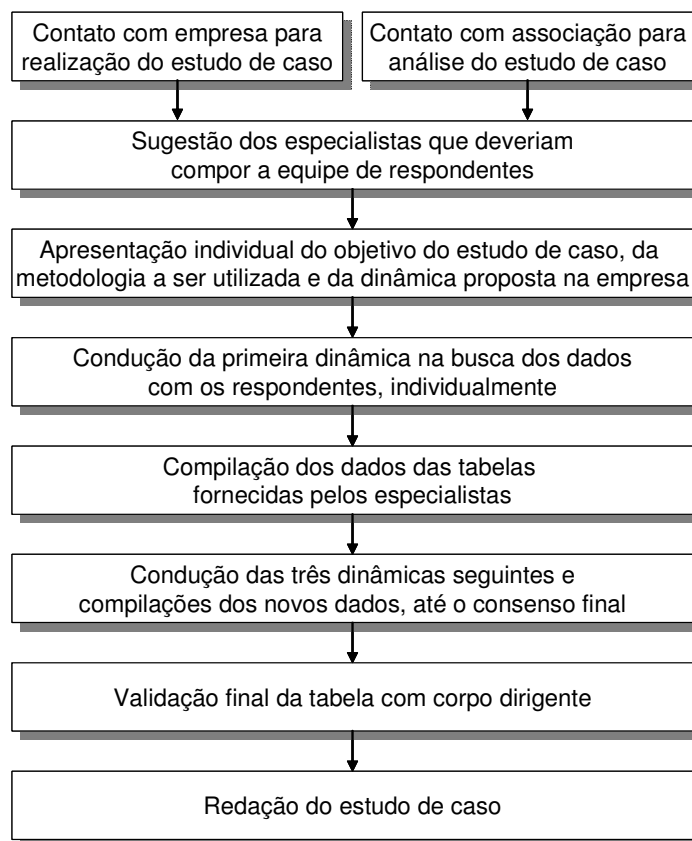 Contato com empresa para
realização do estudo de caso
Contato com associação para
análise do estudo de caso
Sugestão dos especialistas que deveriam
compor a equipe de respondentes
Apresentação individual do objetivo do estudo de caso, da
metodologia a ser utilizada e da dinâmica proposta na empresa
Condução da primeira dinâmica na busca dos dados
com os respondentes, individualmente
Compilação dos dados das tabelas
fornecidas pelos especialistas
Condução das três dinâmicas seguintes e
compilações dos novos dados, até o consenso final
Validação final da tabela com corpo dirigente
Redação do estudo de caso